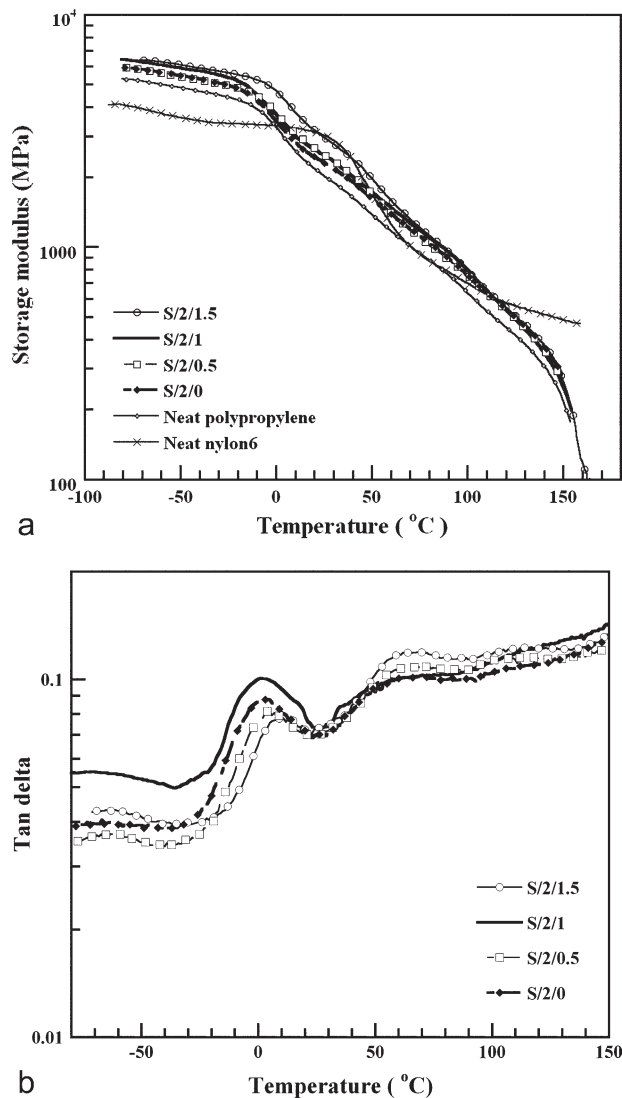 10⁴
1000
100
Storage modulus (MPa)
S/2/1.5
S/2/1
S/2/0.5
S/2/0
Neat polypropylene
Neat nylon6
-100 -50 0 50 100 150
Temperature ( °C )
a
0.1
0.01
Tan delta
S/2/1.5
S/2/1
S/2/0.5
S/2/0
-50 0 50 100 150
Temperature ( °C)
b